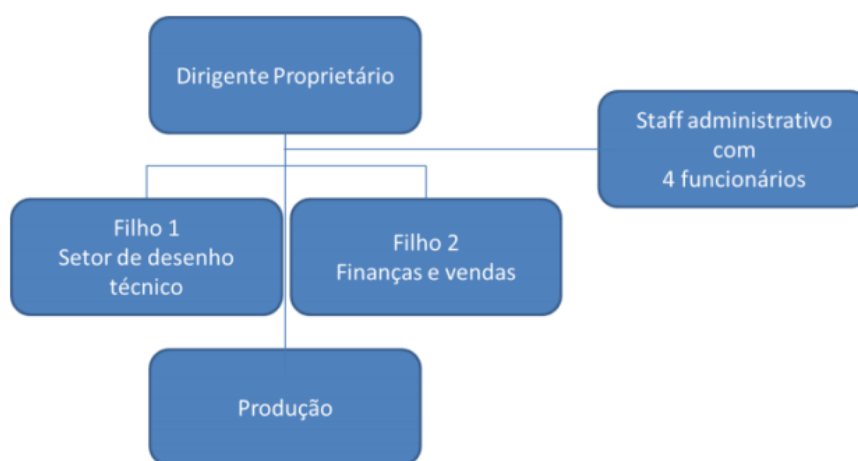 Dirigente Proprietário
Staff administrativo
com
4 funcionários
Filho 1
Setor de desenho
técnico
Filho 2
Finanças e vendas
Produção